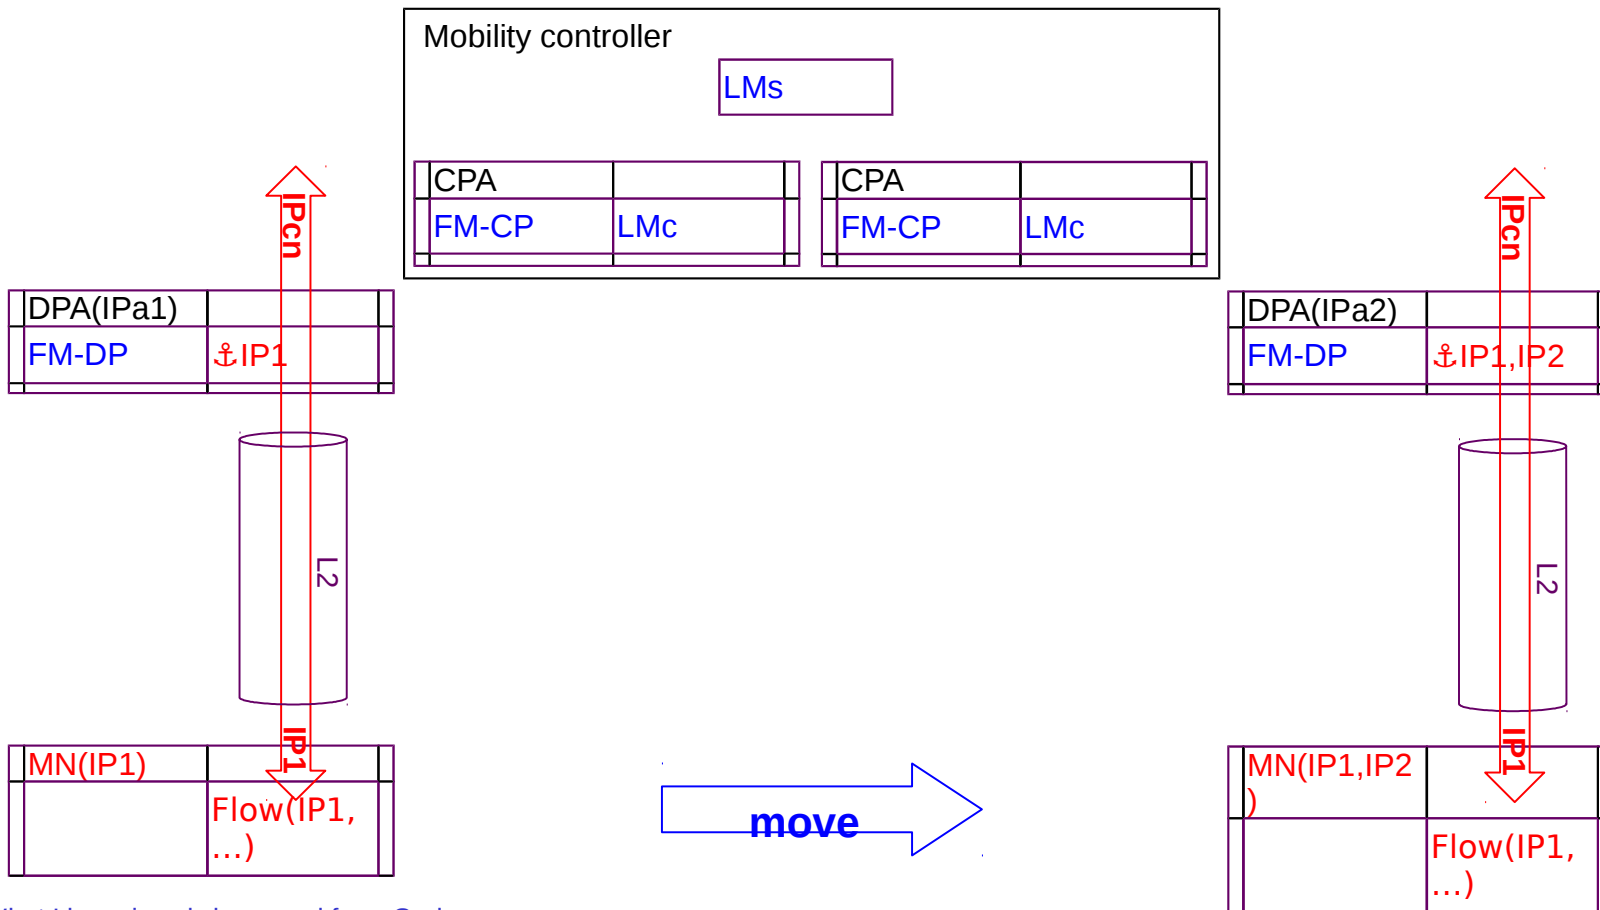 Mobility controller
LMs
CPA
FM-CP LMc
CPA
FM-CP LMc
IPcn
DPA(IPa1)
FM-DP ⚓IP1
L2
IP1
MN(IP1)
Flow(IP1,
...)
move
IPcn
DPA(IPa2)
FM-DP ⚓IP1,IP2
L2
IP1
MN(IP1,IP2
)
Flow(IP1,
...)